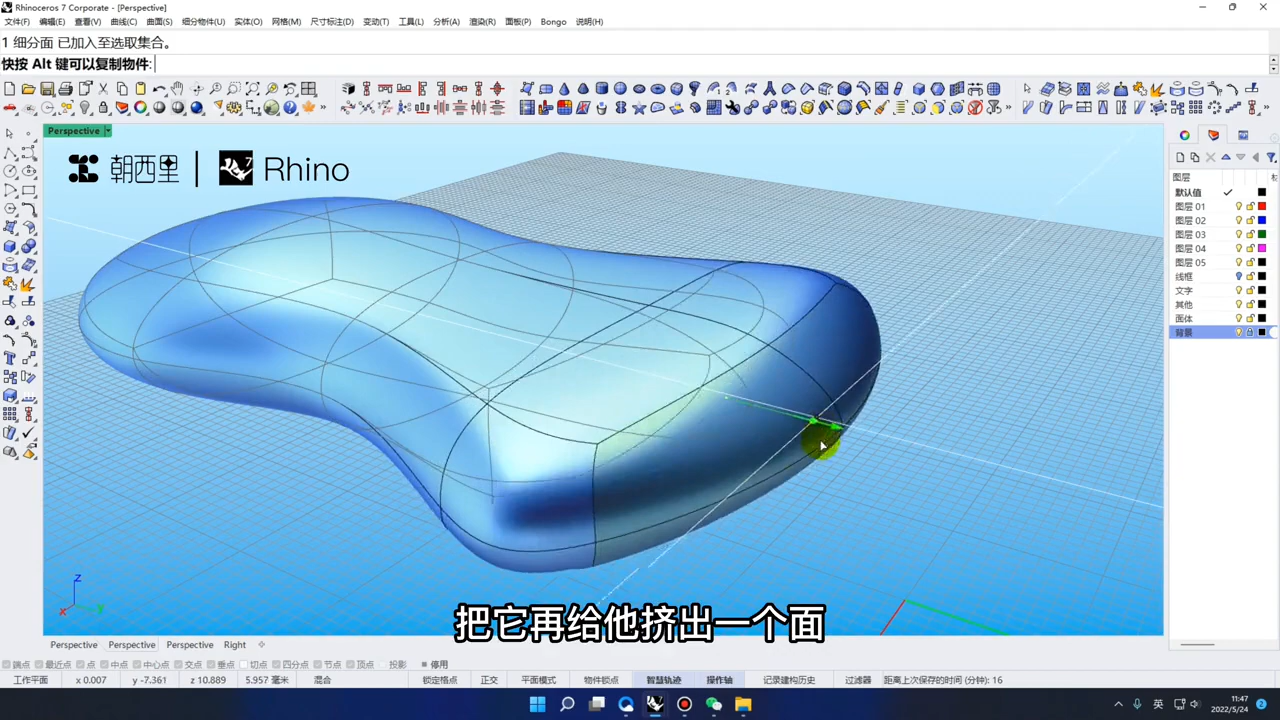 Rhinoceros 7 Corporate - [Perspective]
文件(F) 编辑(E) 查看(V) 曲线(C) 曲面(S) 细分物件(U) 实体(O) 网格(M) 尺寸标注(D) 变动(T) 工具(L) 分析(A) 渲染(R) 面板(P) Bongo 说明(H)
1 细分面 已加入至选取集合。
快按 Alt 键可以复制物件:
Perspective
朝西里 | 7 Rhino
图层
默认值
图层 01
图层 02
图层 03
图层 04
图层 05
线框
文字
其他
面体
背景
z
x y
把它再给他挤出一个面
Top Perspective Perspective Right
端点 最近点 点 中点 中心点 交点 垂点 切点 四分点 节点 顶点 投影 停用
工作平面 x 0.007 y -7.361 z 10.889 5.957 毫米 混合 锁定格点 正交 平面模式 物件锁点 智慧轨迹 操作轴 记录建构历史 过滤器 距离上次保存的时间 (分钟): 16
英 11:47
2022/5/24 2